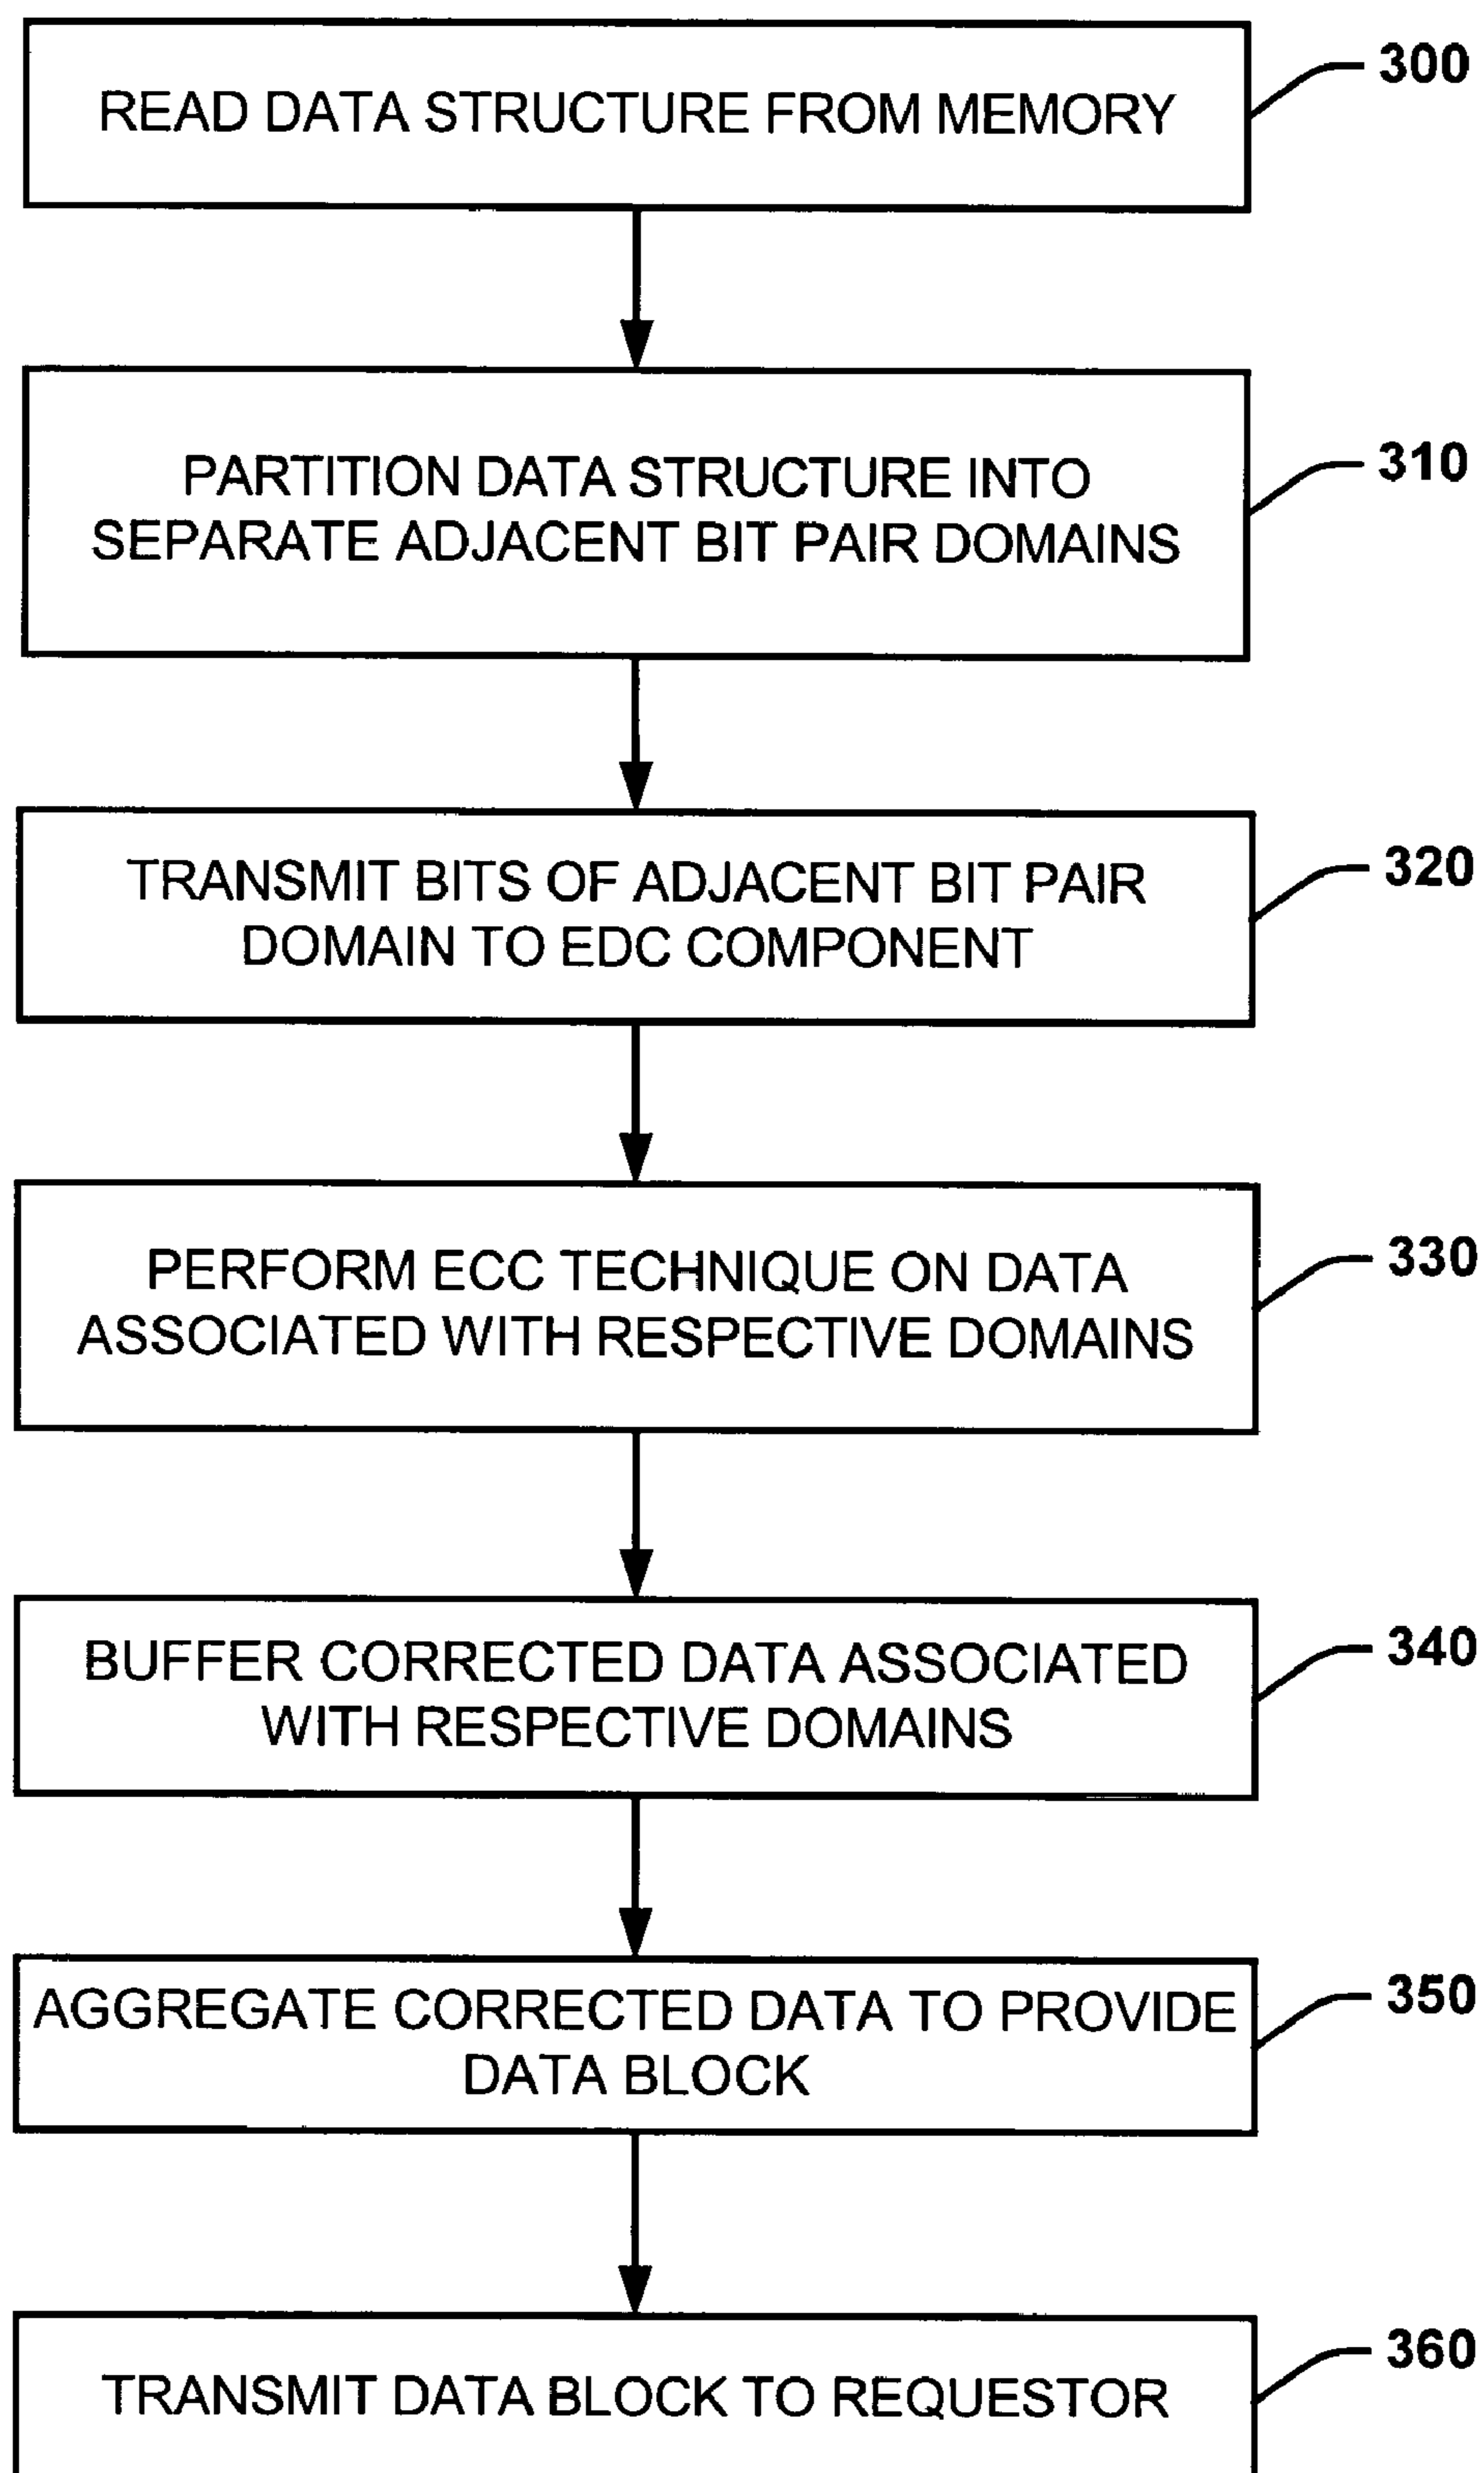 READ DATA STRUCTURE FROM MEMORY
300
PARTITION DATA STRUCTURE INTO
SEPARATE ADJACENT BIT PAIR DOMAINS
310
TRANSMIT BITS OF ADJACENT BIT PAIR
DOMAIN TO EDC COMPONENT
320
PERFORM ECC TECHNIQUE ON DATA
ASSOCIATED WITH RESPECTIVE DOMAINS
330
BUFFER CORRECTED DATA ASSOCIATED
WITH RESPECTIVE DOMAINS
340
AGGREGATE CORRECTED DATA TO PROVIDE
DATA BLOCK
350
TRANSMIT DATA BLOCK TO REQUESTOR
360